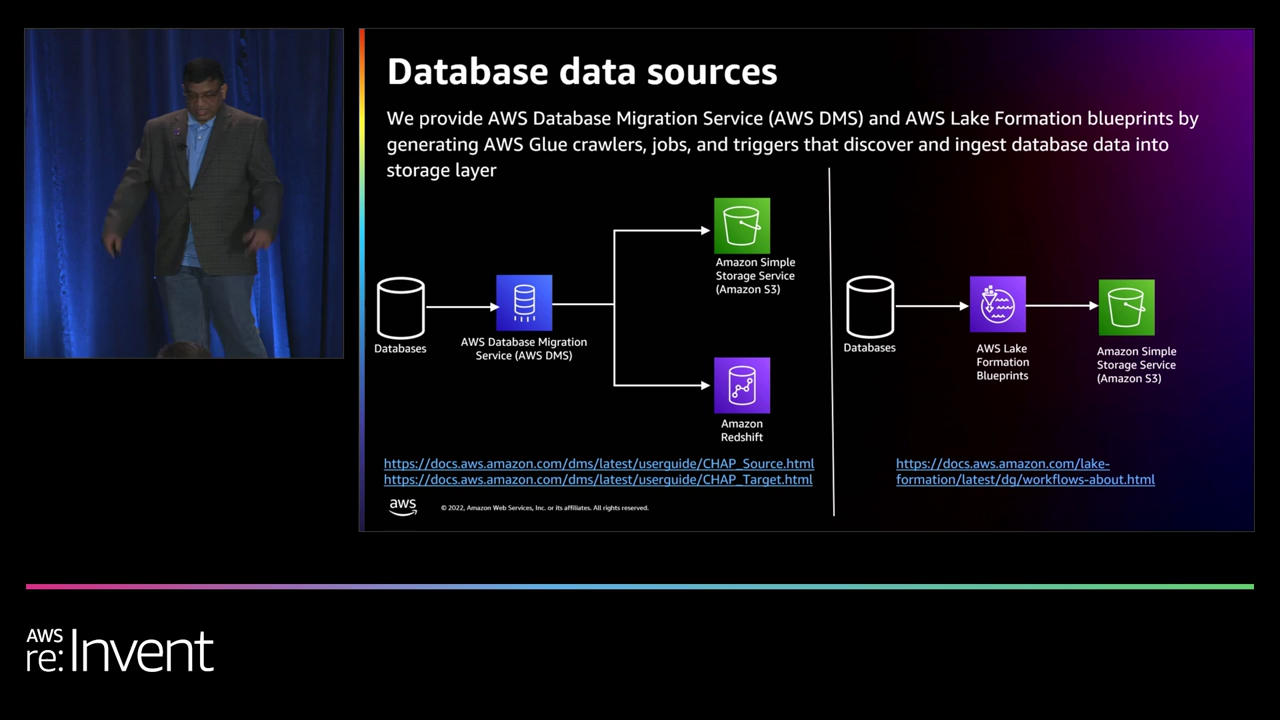 Database data sources
We provide AWS Database Migration Service (AWS DMS) and AWS Lake Formation blueprints by
generating AWS Glue crawlers, jobs, and triggers that discover and ingest database data into
storage layer
Databases
AWS Database Migration
Service (AWS DMS)
Amazon Simple
Storage Service
(Amazon S3)
Amazon
Redshift
https://docs.aws.amazon.com/dms/latest/userguide/CHAP_Source.html
https://docs.aws.amazon.com/dms/latest/userguide/CHAP_Target.html
Databases
AWS Lake
Formation
Blueprints
Amazon Simple
Storage Service
(Amazon S3)
https://docs.aws.amazon.com/lake-
formation/latest/dg/workflows-about.html
aws
© 2022, Amazon Web Services, Inc. or its affiliates. All rights reserved.
AWS
re:Invent